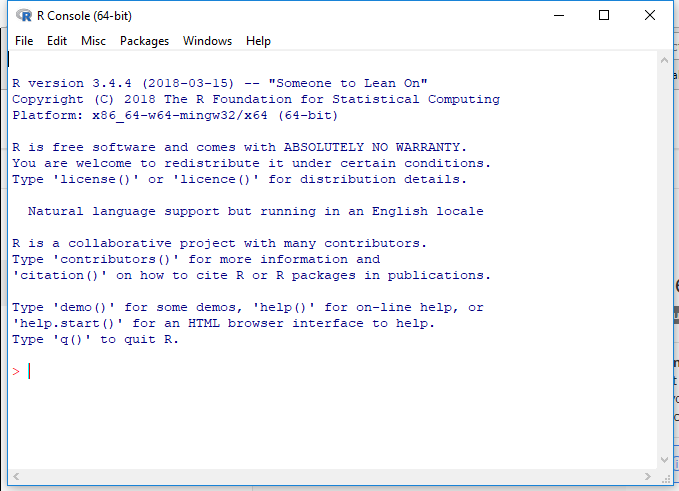 R Console (64-bit)
File Edit Misc Packages Windows Help
R version 3.4.4 (2018-03-15) -- "Someone to Lean On"
Copyright (C) 2018 The R Foundation for Statistical Computing
Platform: x86_64-w64-mingw32/x64 (64-bit)
R is free software and comes with ABSOLUTELY NO WARRANTY.
You are welcome to redistribute it under certain conditions.
Type 'license()' or 'licence()' for distribution details.
Natural language support but running in an English locale
R is a collaborative project with many contributors.
Type 'contributors()' for more information and
'citation()' on how to cite R or R packages in publications.
Type 'demo()' for some demos, 'help()' for on-line help, or
'help.start()' for an HTML browser interface to help.
Type 'q()' to quit R.
>